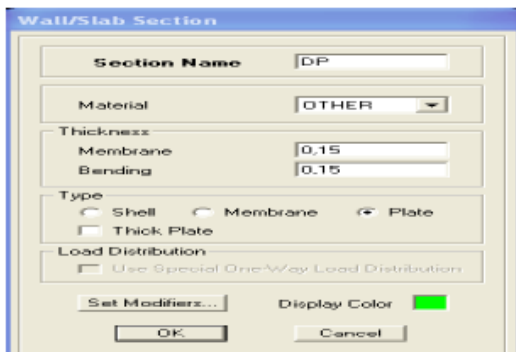 Wall/Slab Section
Section Name DP
Material OTHER
Thickness
Membrane 0,15
Bending 0.15
Type
Shell Membrane Plate
Thick Plate
Load Distribution
Use Special One-Way Load Distribution
Set Modifiers... Display Color
OK Cancel